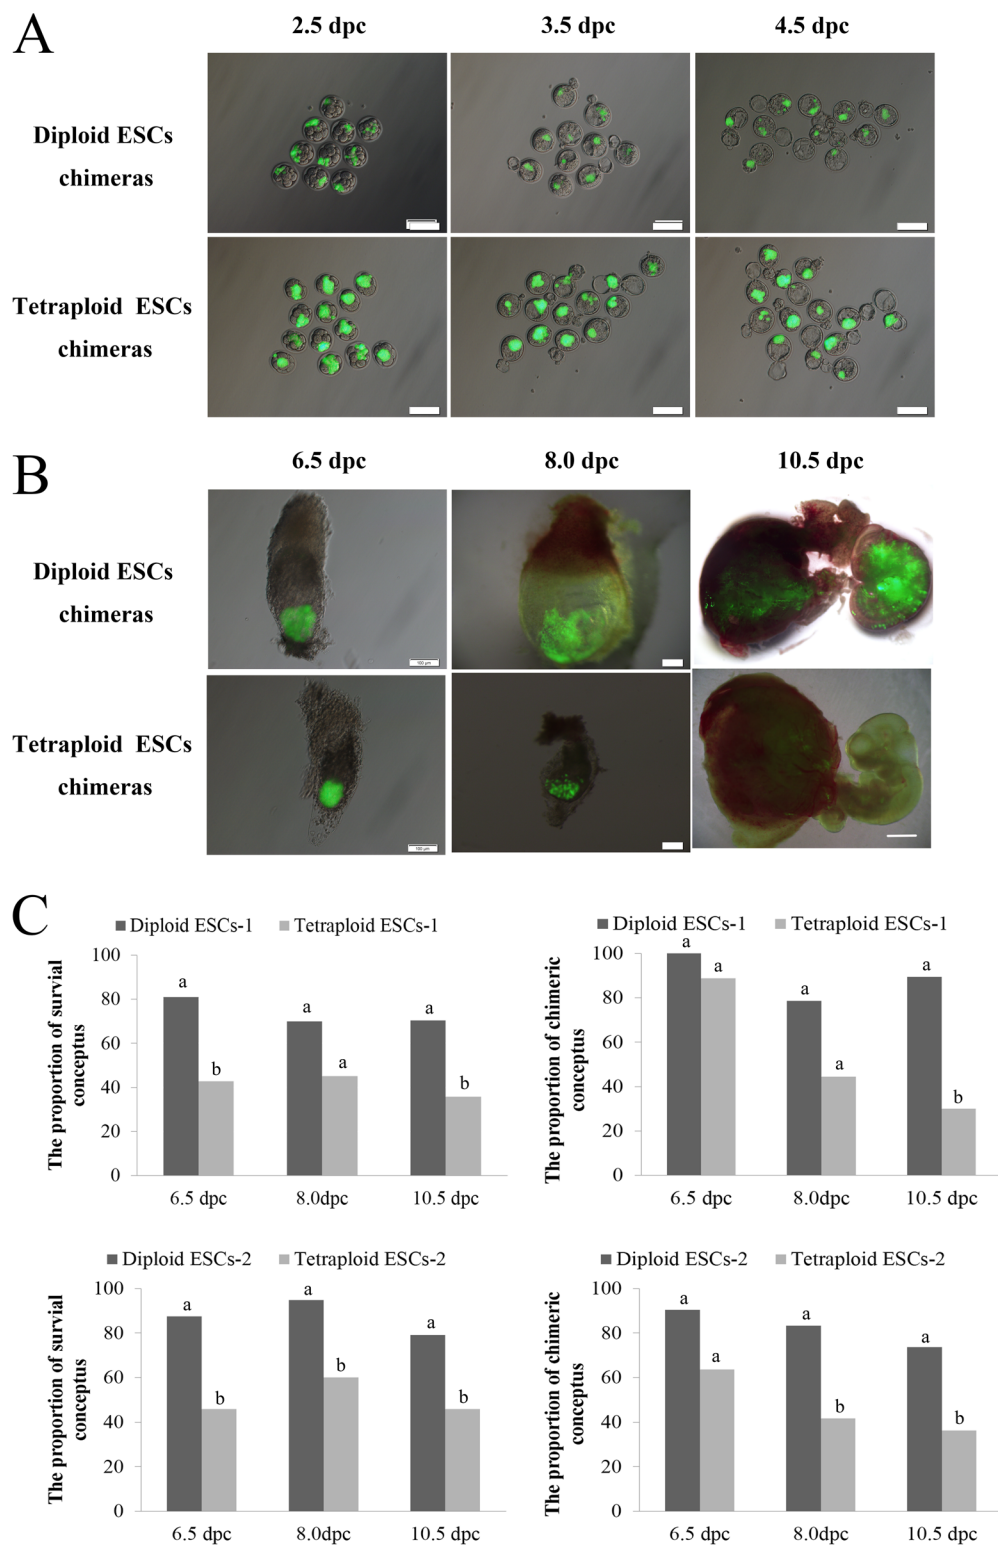 A
2.5 dpc 3.5 dpc 4.5 dpc
Diploid ESCs
chimeras
Tetraploid ESCs
chimeras
B
6.5 dpc 8.0 dpc 10.5 dpc
Diploid ESCs
chimeras
100 μm
Tetraploid ESCs
chimeras
100 μm
C
Diploid ESCs-1 Tetraploid ESCs-1
The proportion of survial
conceptus
100
80
60
40
20
0
a b a a a b
6.5 dpc 8.0dpc 10.5 dpc
Diploid ESCs-1 Tetraploid ESCs-1
The proportion of chimeric
conceptus
100
80
60
40
20
0
a a a a a b
6.5 dpc 8.0dpc 10.5 dpc
Diploid ESCs-2 Tetraploid ESCs-2
The proportion of survial
conceptus
100
80
60
40
20
0
a b a b a b
6.5 dpc 8.0dpc 10.5 dpc
Diploid ESCs-2 Tetraploid ESCs-2
The proportion of chimeric
conceptus
100
80
60
40
20
0
a a a b a b
6.5 dpc 8.0dpc 10.5 dpc